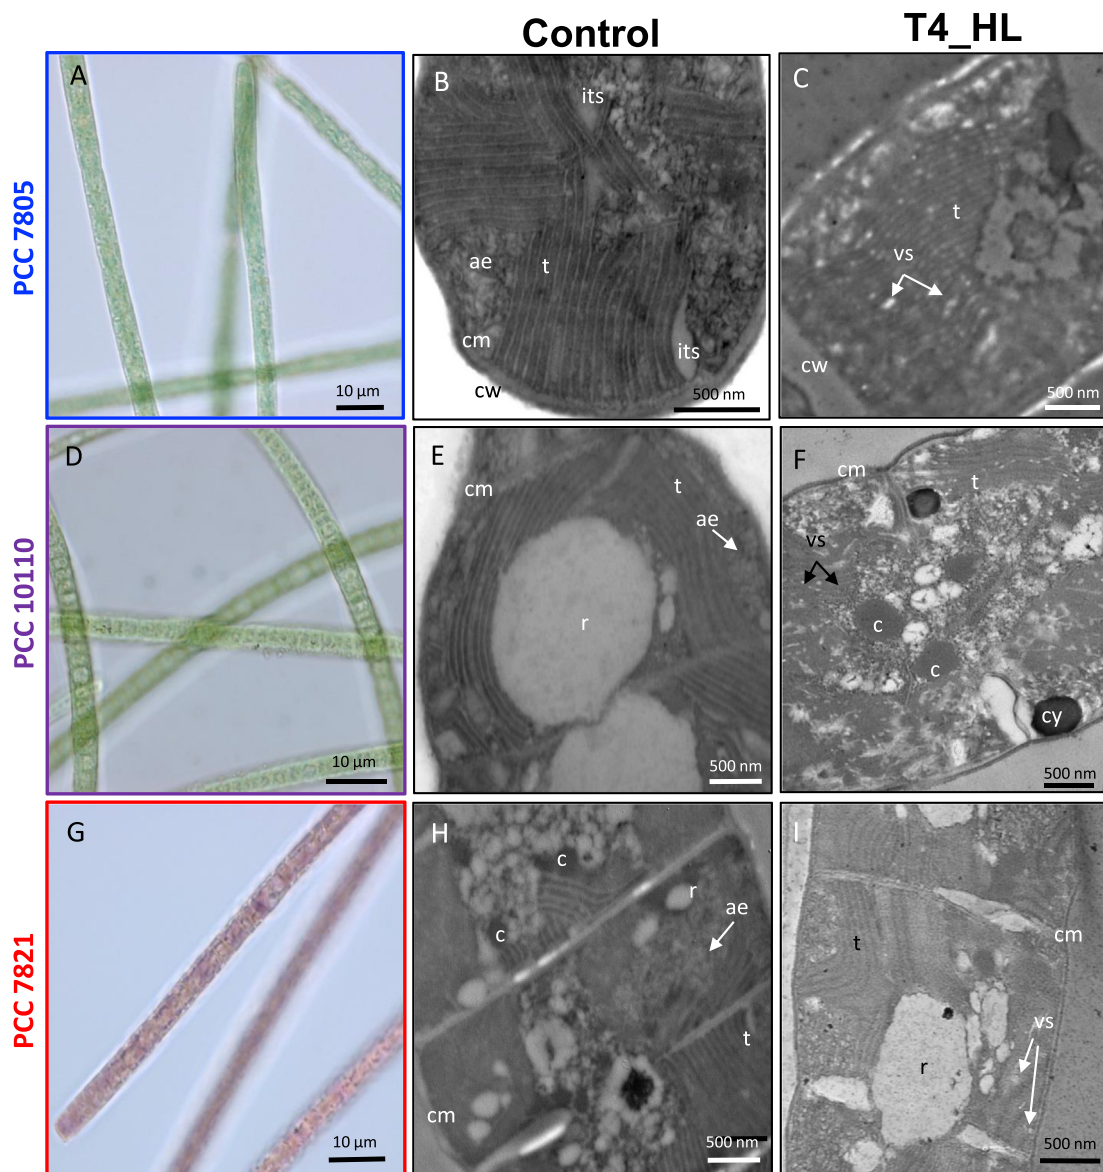 Control
T4_HL
PCC 7805
A
10 µm
B
its
ae
t
cm
its
cw
500 nm
C
t
vs
cw
500 nm
PCC 10110
D
10 µm
E
cm
t
ae
r
500 nm
F
cm
t
vs
c
c
cy
500 nm
PCC 7821
G
10 µm
H
c
r
ae
c
t
cm
500 nm
I
t
cm
vs
r
500 nm